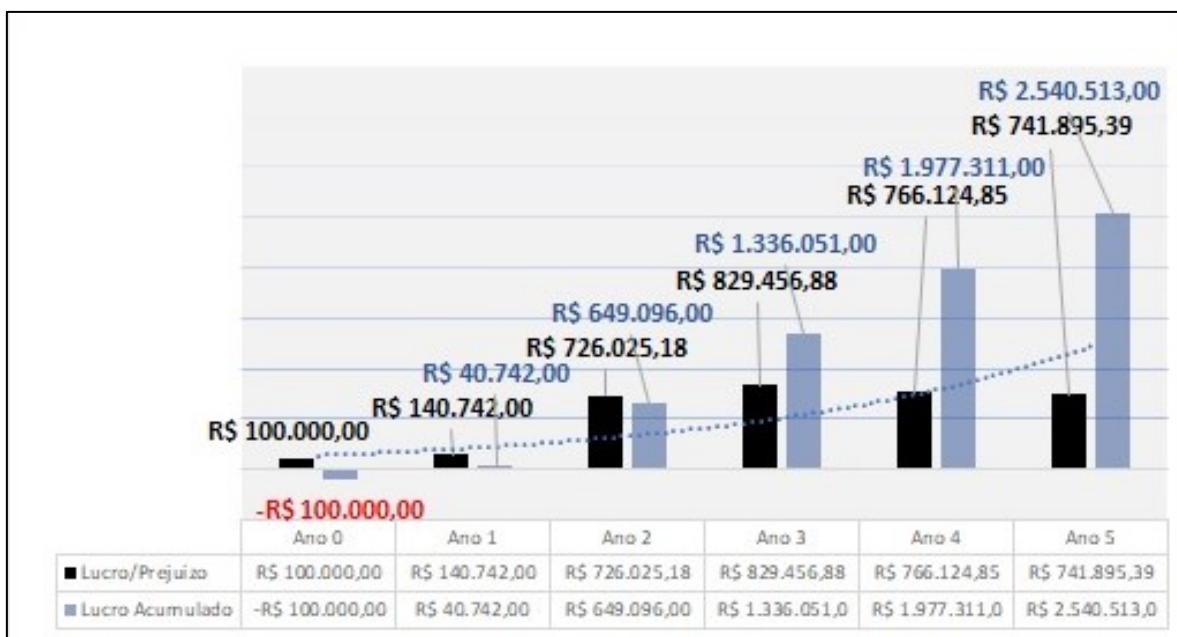 R$ 2.540.513,00
R$ 741.895,39
R$ 1.977.311,00
R$ 766.124,85
R$ 1.336.051,00
R$ 829.456,88
R$ 649.096,00
R$ 726.025,18
R$ 40.742,00
R$ 140.742,00
R$ 100.000,00
-R$ 100.000,00
Ano 0 Ano 1 Ano 2 Ano 3 Ano 4 Ano 5
Lucro/Prejuizo R$ 100.000,00 R$ 140.742,00 R$ 726.025,18 R$ 829.456,88 R$ 766.124,85 R$ 741.895,39
Lucro Acumulado -R$ 100.000,00 R$ 40.742,00 R$ 649.096,00 R$ 1.336.051,0 R$ 1.977.311,0 R$ 2.540.513,0